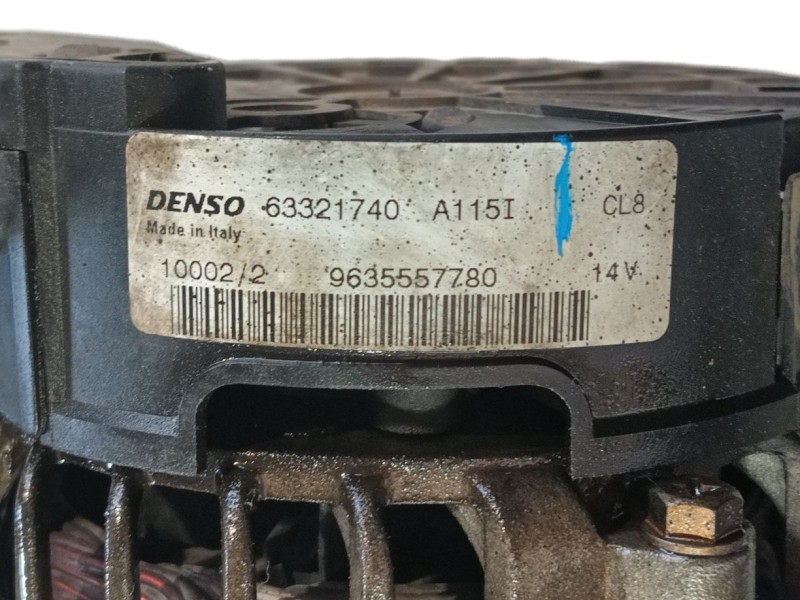 DENSO 63321740 A115I CL8
Made in Italy
10002/2 9635557780 14V